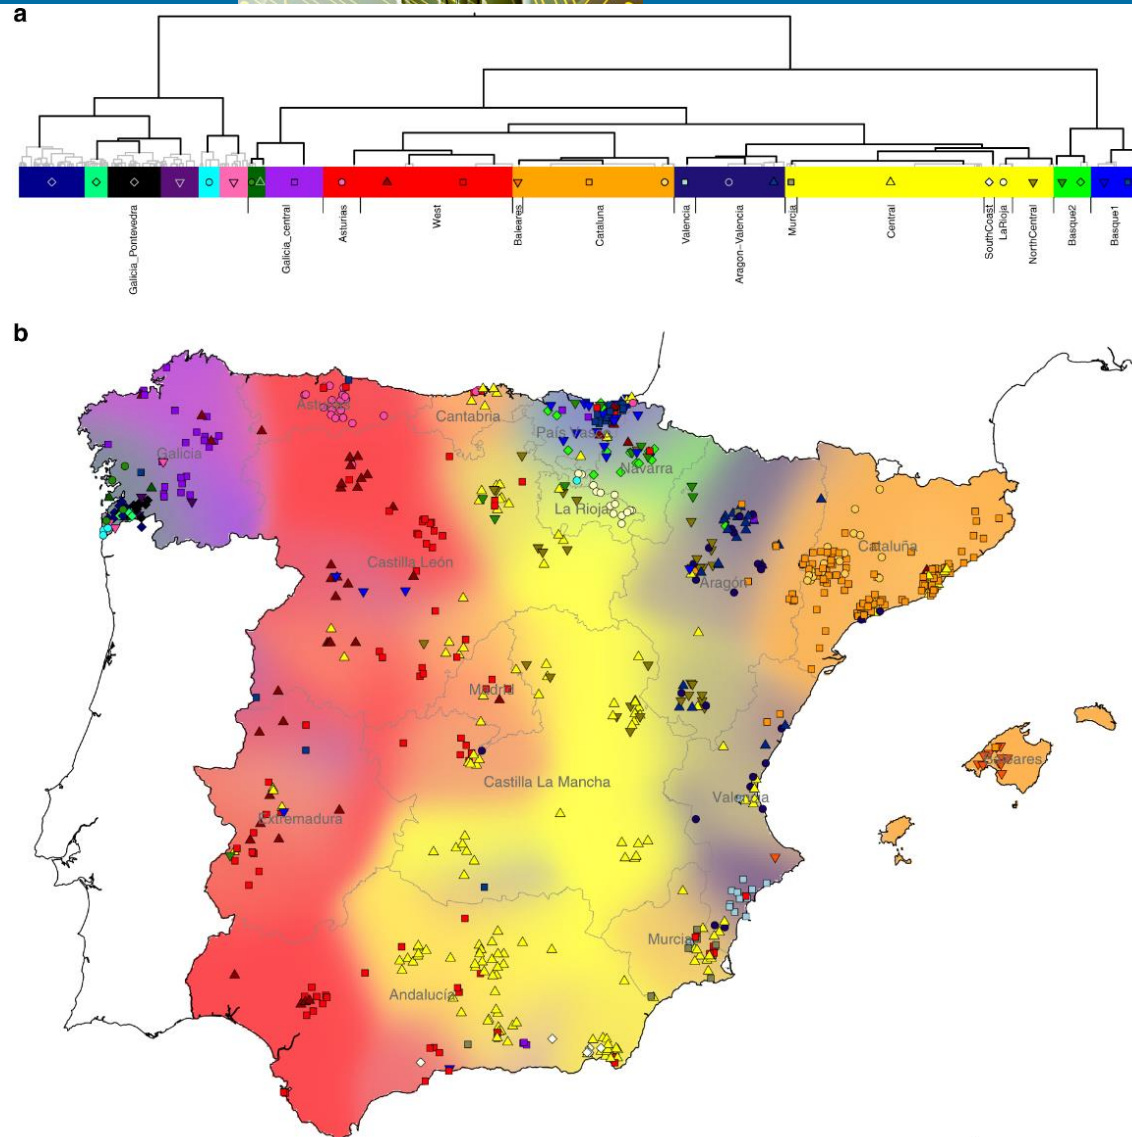 a
Galicia_Pontevedra
Galicia_central
Asturias
West
Baleares
Cataluna
Valencia
Aragon-Valencia
Murcia
Central
SouthCoast
LaRioja
NorthCentral
Basque2
Basque1
b
Asturias
Cantabria
País Vasco
Galicia
Navarra
La Rioja
Cataluña
Castilla León
Aragón
Madrid
Baleares
Castilla La Mancha
Valencia
Extremadura
Murcia
Andalucía